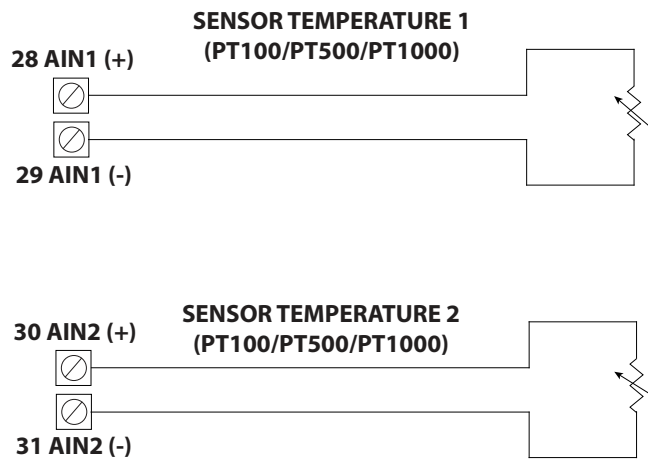 SENSOR TEMPERATURE 1
(PT100/PT500/PT1000)
28 AIN1 (+)
29 AIN1 (-)
SENSOR TEMPERATURE 2
(PT100/PT500/PT1000)
30 AIN2 (+)
31 AIN2 (-)